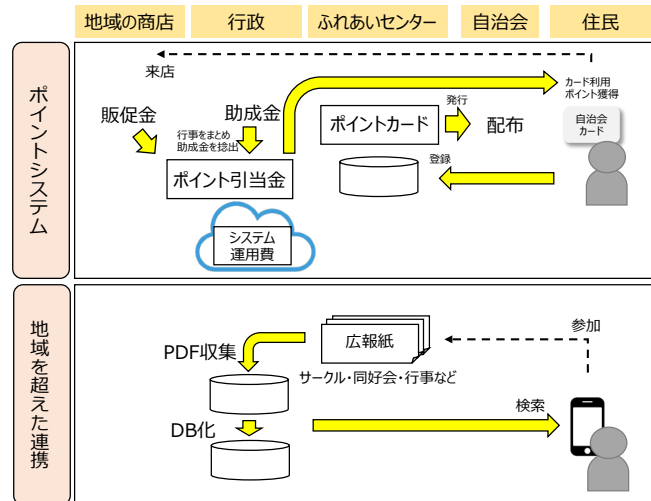 地域の商店
行政
ふれあいセンター
自治会
住民
ポイントシステム
来店
カード利用
ポイント獲得
販促金
助成金
行事をまとめ
助成金を捻出
ポイントカード
発行
配布
自治会
カード
ポイント引当金
登録
システム
運用費
地域を超えた連携
広報紙
参加
PDF収集
サークル・同好会・行事など
検索
DB化